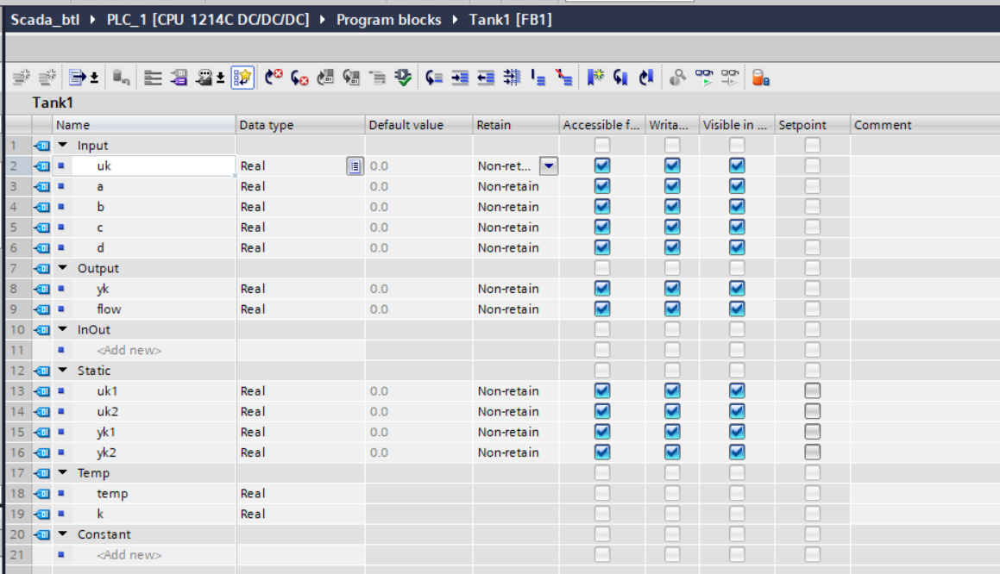 Scada_btl ▸ PLC_1 [CPU 1214C DC/DC/DC] ▸ Program blocks ▸ Tank1 [FB1]
Tank1
Name Data type Default value Retain Accessible f... Writa... Visible in ... Setpoint Comment
1 Input
2 uk Real 0.0 Non-ret...
3 a Real 0.0 Non-retain
4 b Real 0.0 Non-retain
5 c Real 0.0 Non-retain
6 d Real 0.0 Non-retain
7 Output
8 yk Real 0.0 Non-retain
9 flow Real 0.0 Non-retain
10 InOut
11 <Add new>
12 Static
13 uk1 Real 0.0 Non-retain
14 uk2 Real 0.0 Non-retain
15 yk1 Real 0.0 Non-retain
16 yk2 Real 0.0 Non-retain
17 Temp
18 temp Real
19 k Real
20 Constant
21 <Add new>